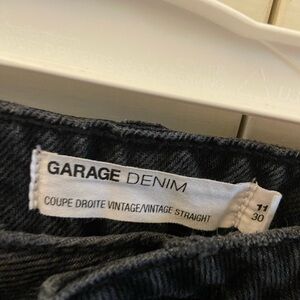 GARAGE DENIM
COUPE DROITE VINTAGE/VINTAGE STRAIGHT
11
30